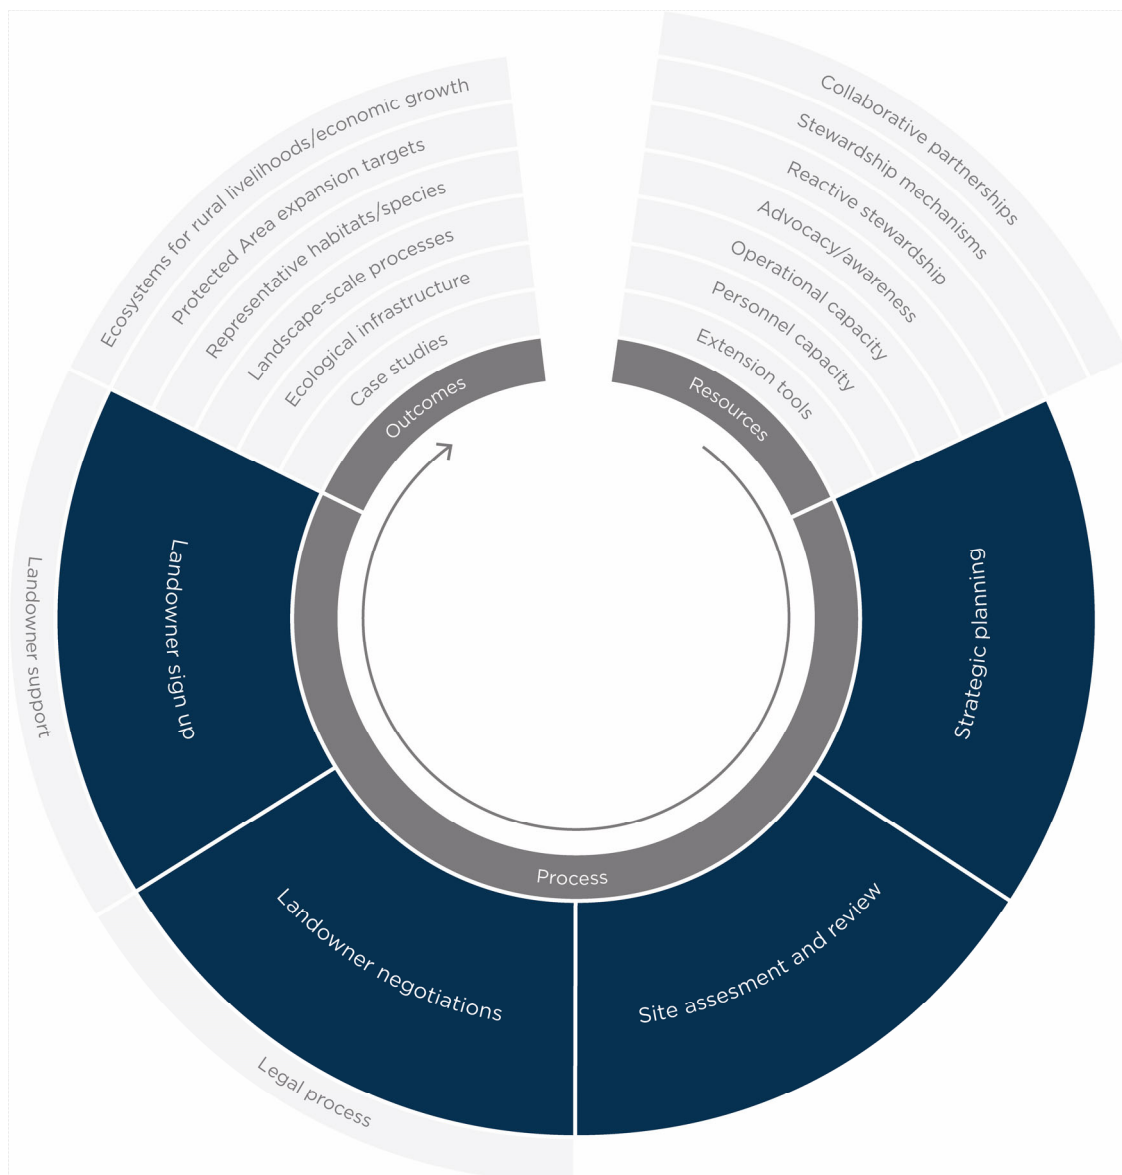 Collaborative partnerships
Stewardship mechanisms
Reactive stewardship
Advocacy/awareness
Operational capacity
Personnel capacity
Extension tools
Resources
Strategic planning
Site assesment and review
Process
Landowner negotiations
Legal process
Landowner sign up
Landowner support
Outcomes
Ecosystems for rural livelihoods/economic growth
Protected Area expansion targets
Representative habitats/species
Landscape-scale processes
Ecological infrastructure
Case studies